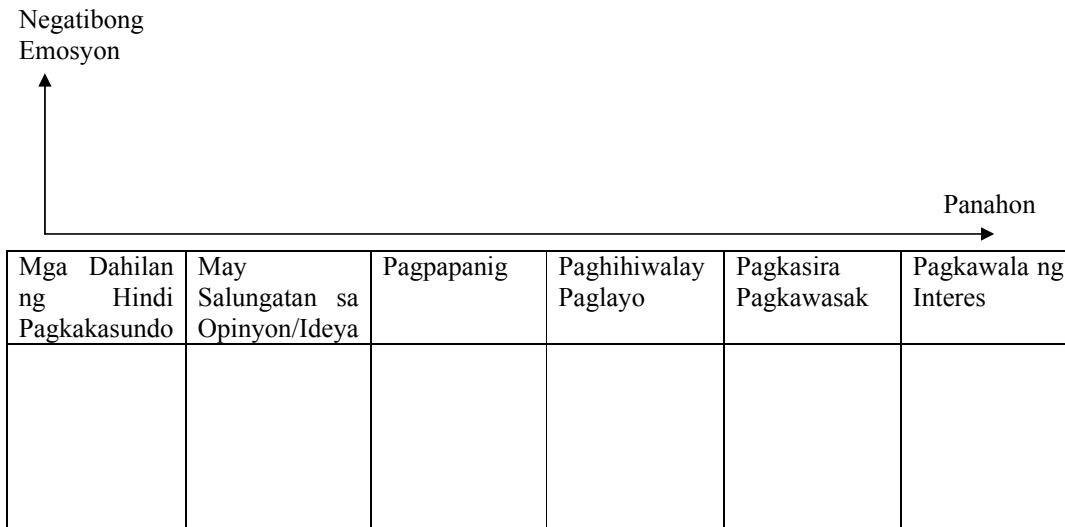 Negatibong
Emosyon
Panahon
Mga Dahilan
ng Hindi
Pagkakasundo
May
Salungatan sa
Opinyon/Ideya
Pagpapanig
Paghihiwalay
Paglayo
Pagkasira
Pagkawasak
Pagkawala ng
Interes